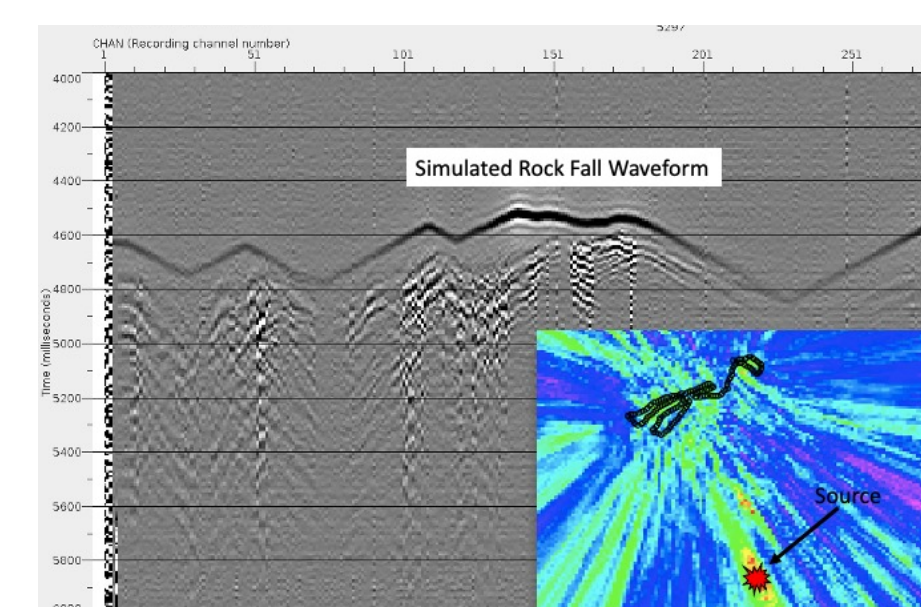 5297
CHAN (Recording channel number)
1 51 101 151 201 251
4000
4200
4400
Simulated Rock Fall Waveform
4600
4800
Time (milliseconds)
5000
5200
5400
Source
5600
5800